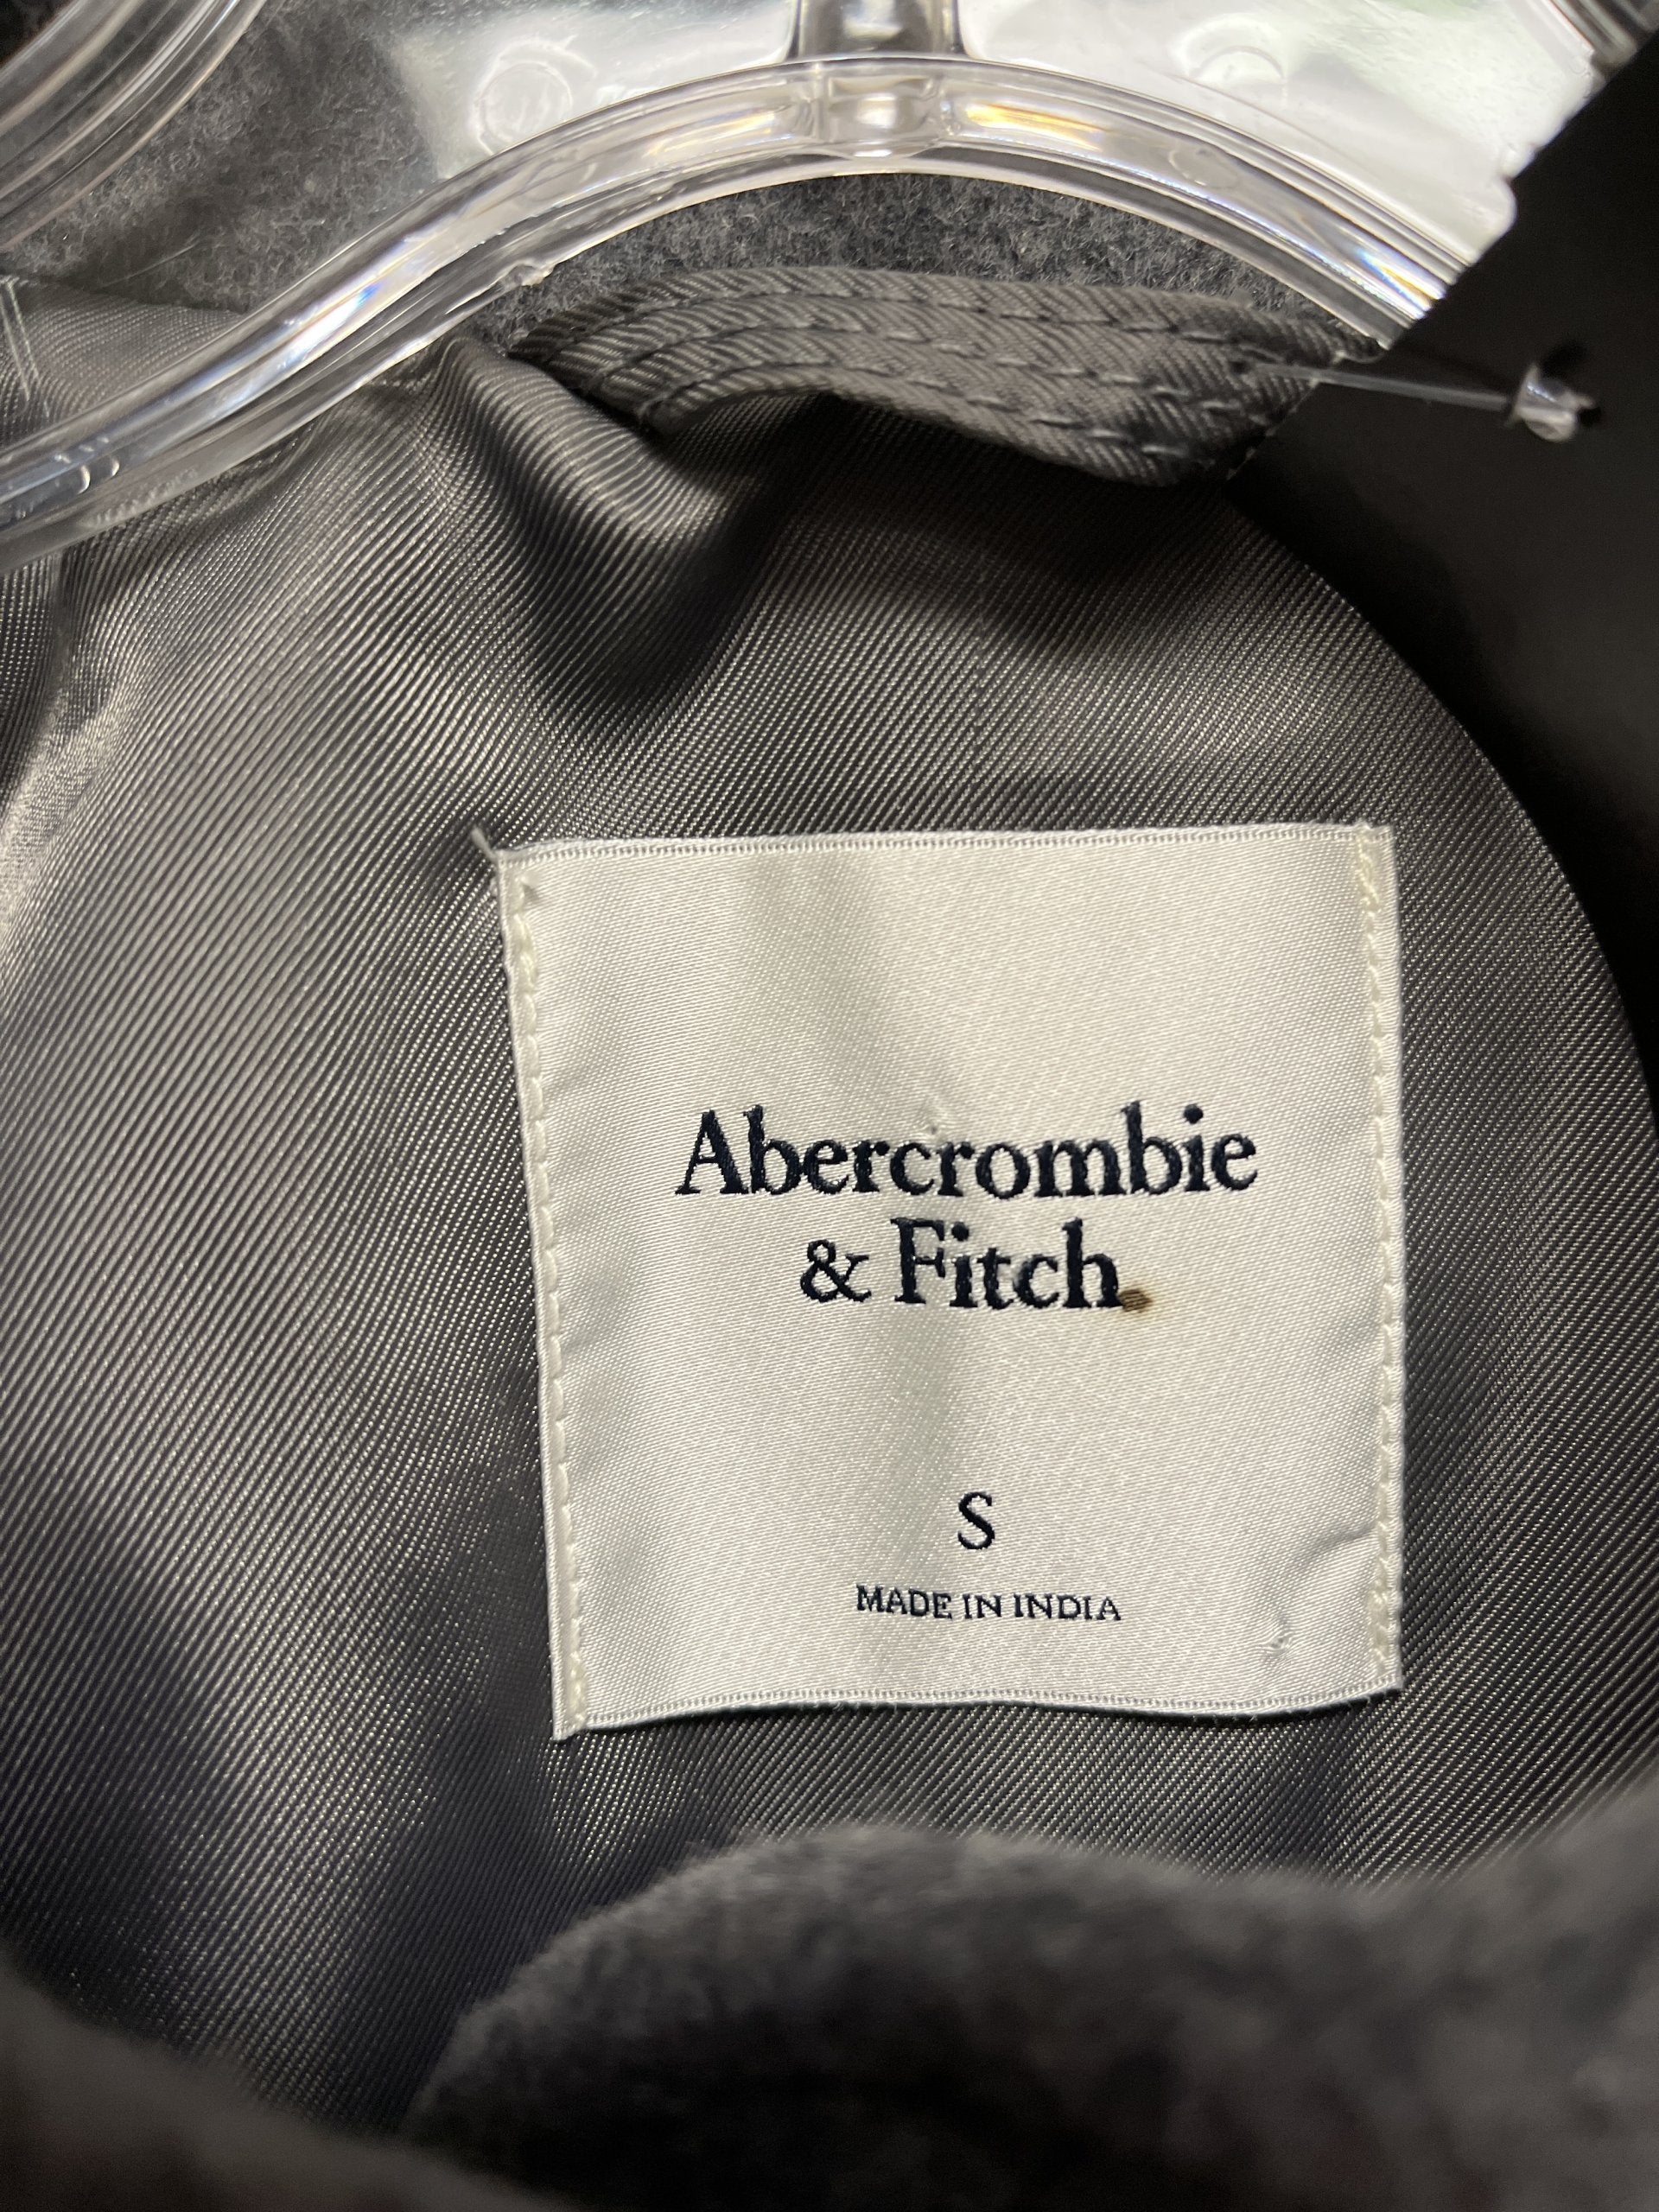 Abercrombie
& Fitch
S
MADE IN INDIA